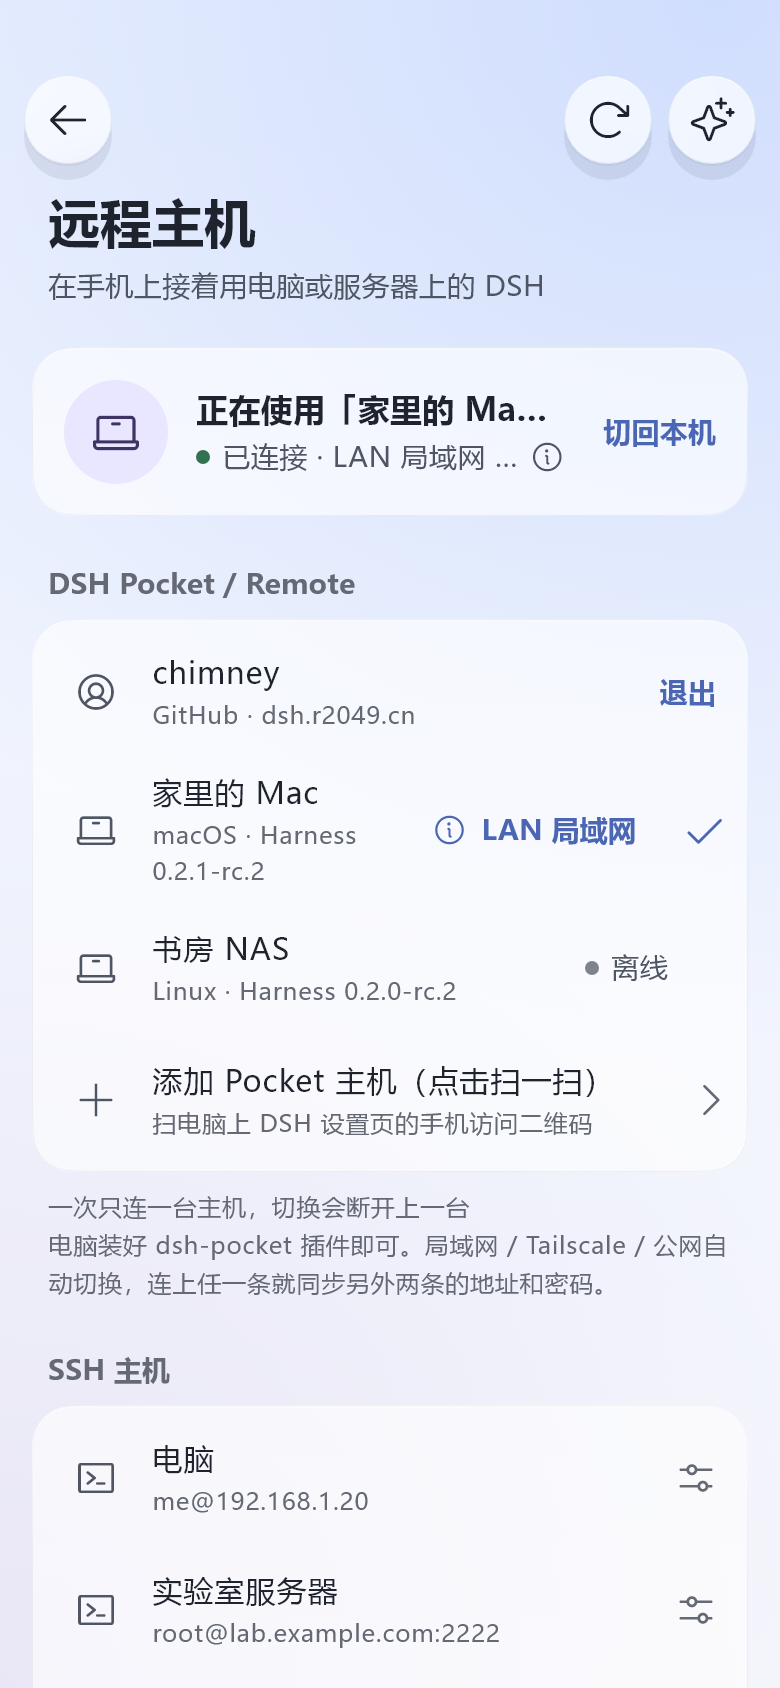 远程主机
在手机上接着用电脑或服务器上的 DSH
正在使用「家里的 Ma...
已连接 · LAN 局域网 ...
切回本机
DSH Pocket / Remote
chimney
GitHub · dsh.r2049.cn
退出
家里的 Mac
macOS · Harness
0.2.1-rc.2
LAN 局域网
书房 NAS
Linux · Harness 0.2.0-rc.2
离线
添加 Pocket 主机（点击扫一扫）
扫电脑上 DSH 设置页的手机访问二维码
一次只连一台主机，切换会断开上一台
电脑装好 dsh-pocket 插件即可。局域网 / Tailscale / 公网自
动切换，连上任一条就同步另外两条的地址和密码。
SSH 主机
电脑
me@192.168.1.20
实验室服务器
root@lab.example.com:2222